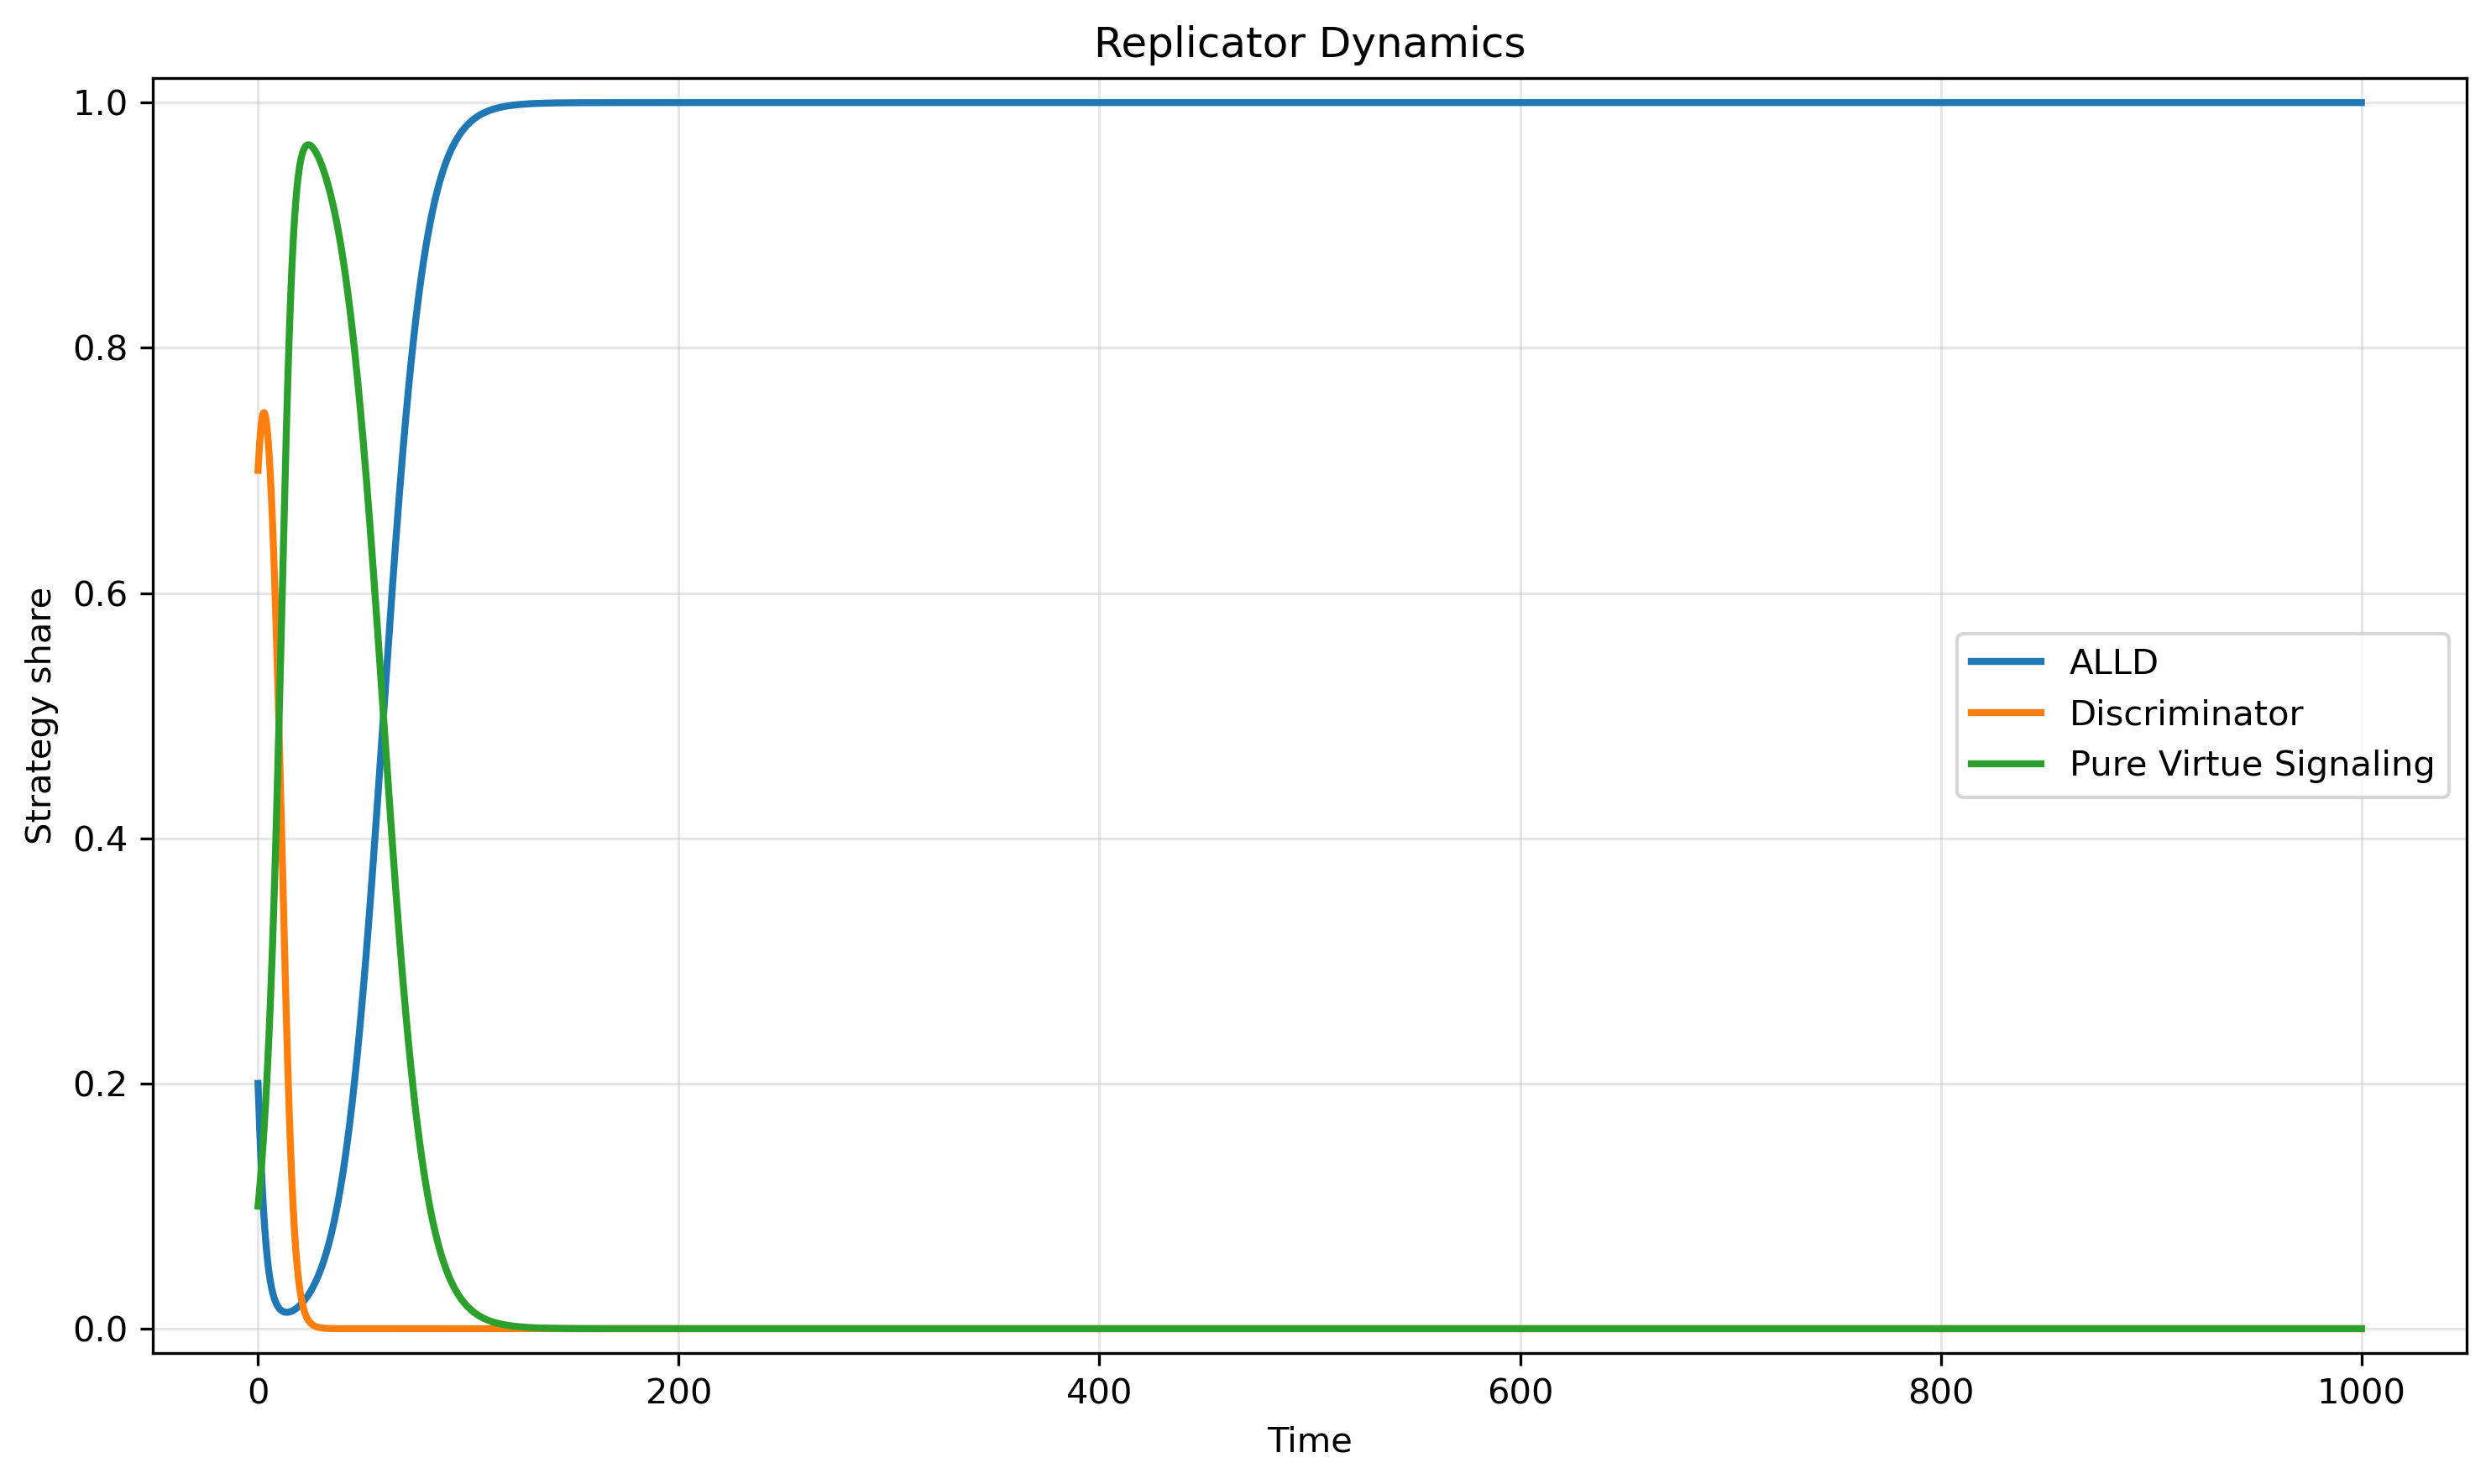 Replicator Dynamics
1.0
0.8
0.6
0.4
0.2
0.0
Strategy share
ALLD
Discriminator
Pure Virtue Signaling
0 200 400 600 800 1000
Time